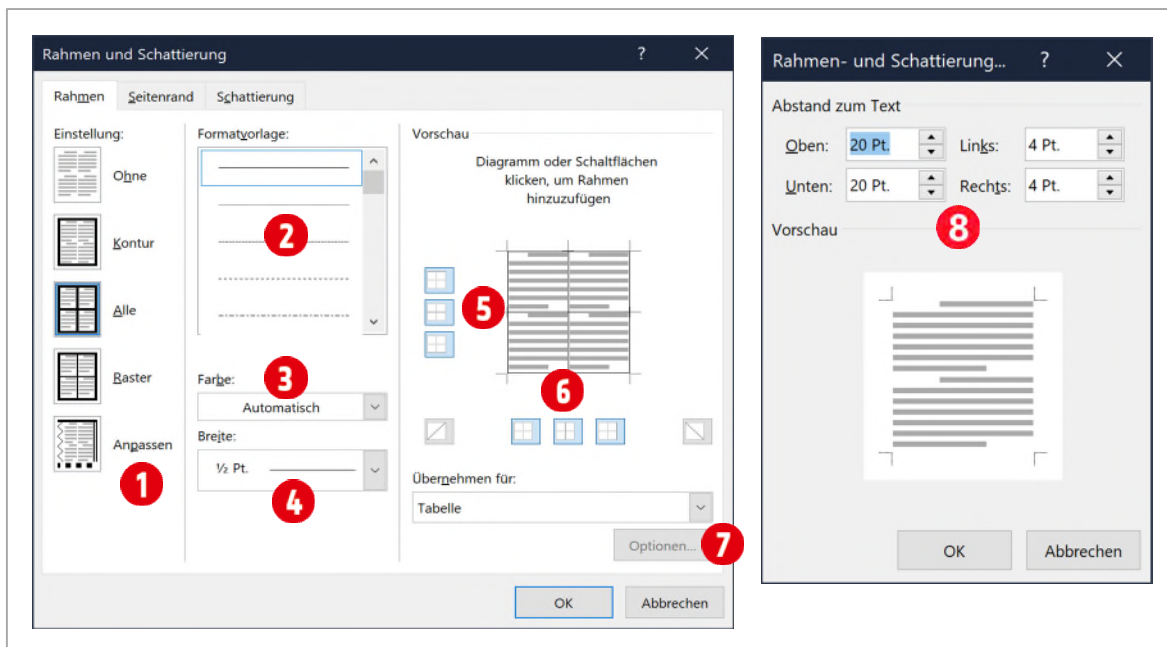 Rahmen und Schattierung ? ×
Rahmen Seitenrand Schattierung
Einstellung:
Ohne
Kontur
Alle
Raster
Anpassen
1
Formatvorlage:
2
Farbe: 3
Automatisch
Breite:
½ Pt.
4
Vorschau
Diagramm oder Schaltflächen
klicken, um Rahmen
hinzuzufügen
5
6
Übernehmen für:
Tabelle
Optionen... 7
OK Abbrechen
Rahmen- und Schattierung... ? ×
Abstand zum Text
Oben: 20 Pt. Links: 4 Pt.
Unten: 20 Pt. Rechts: 4 Pt.
8
Vorschau
OK Abbrechen